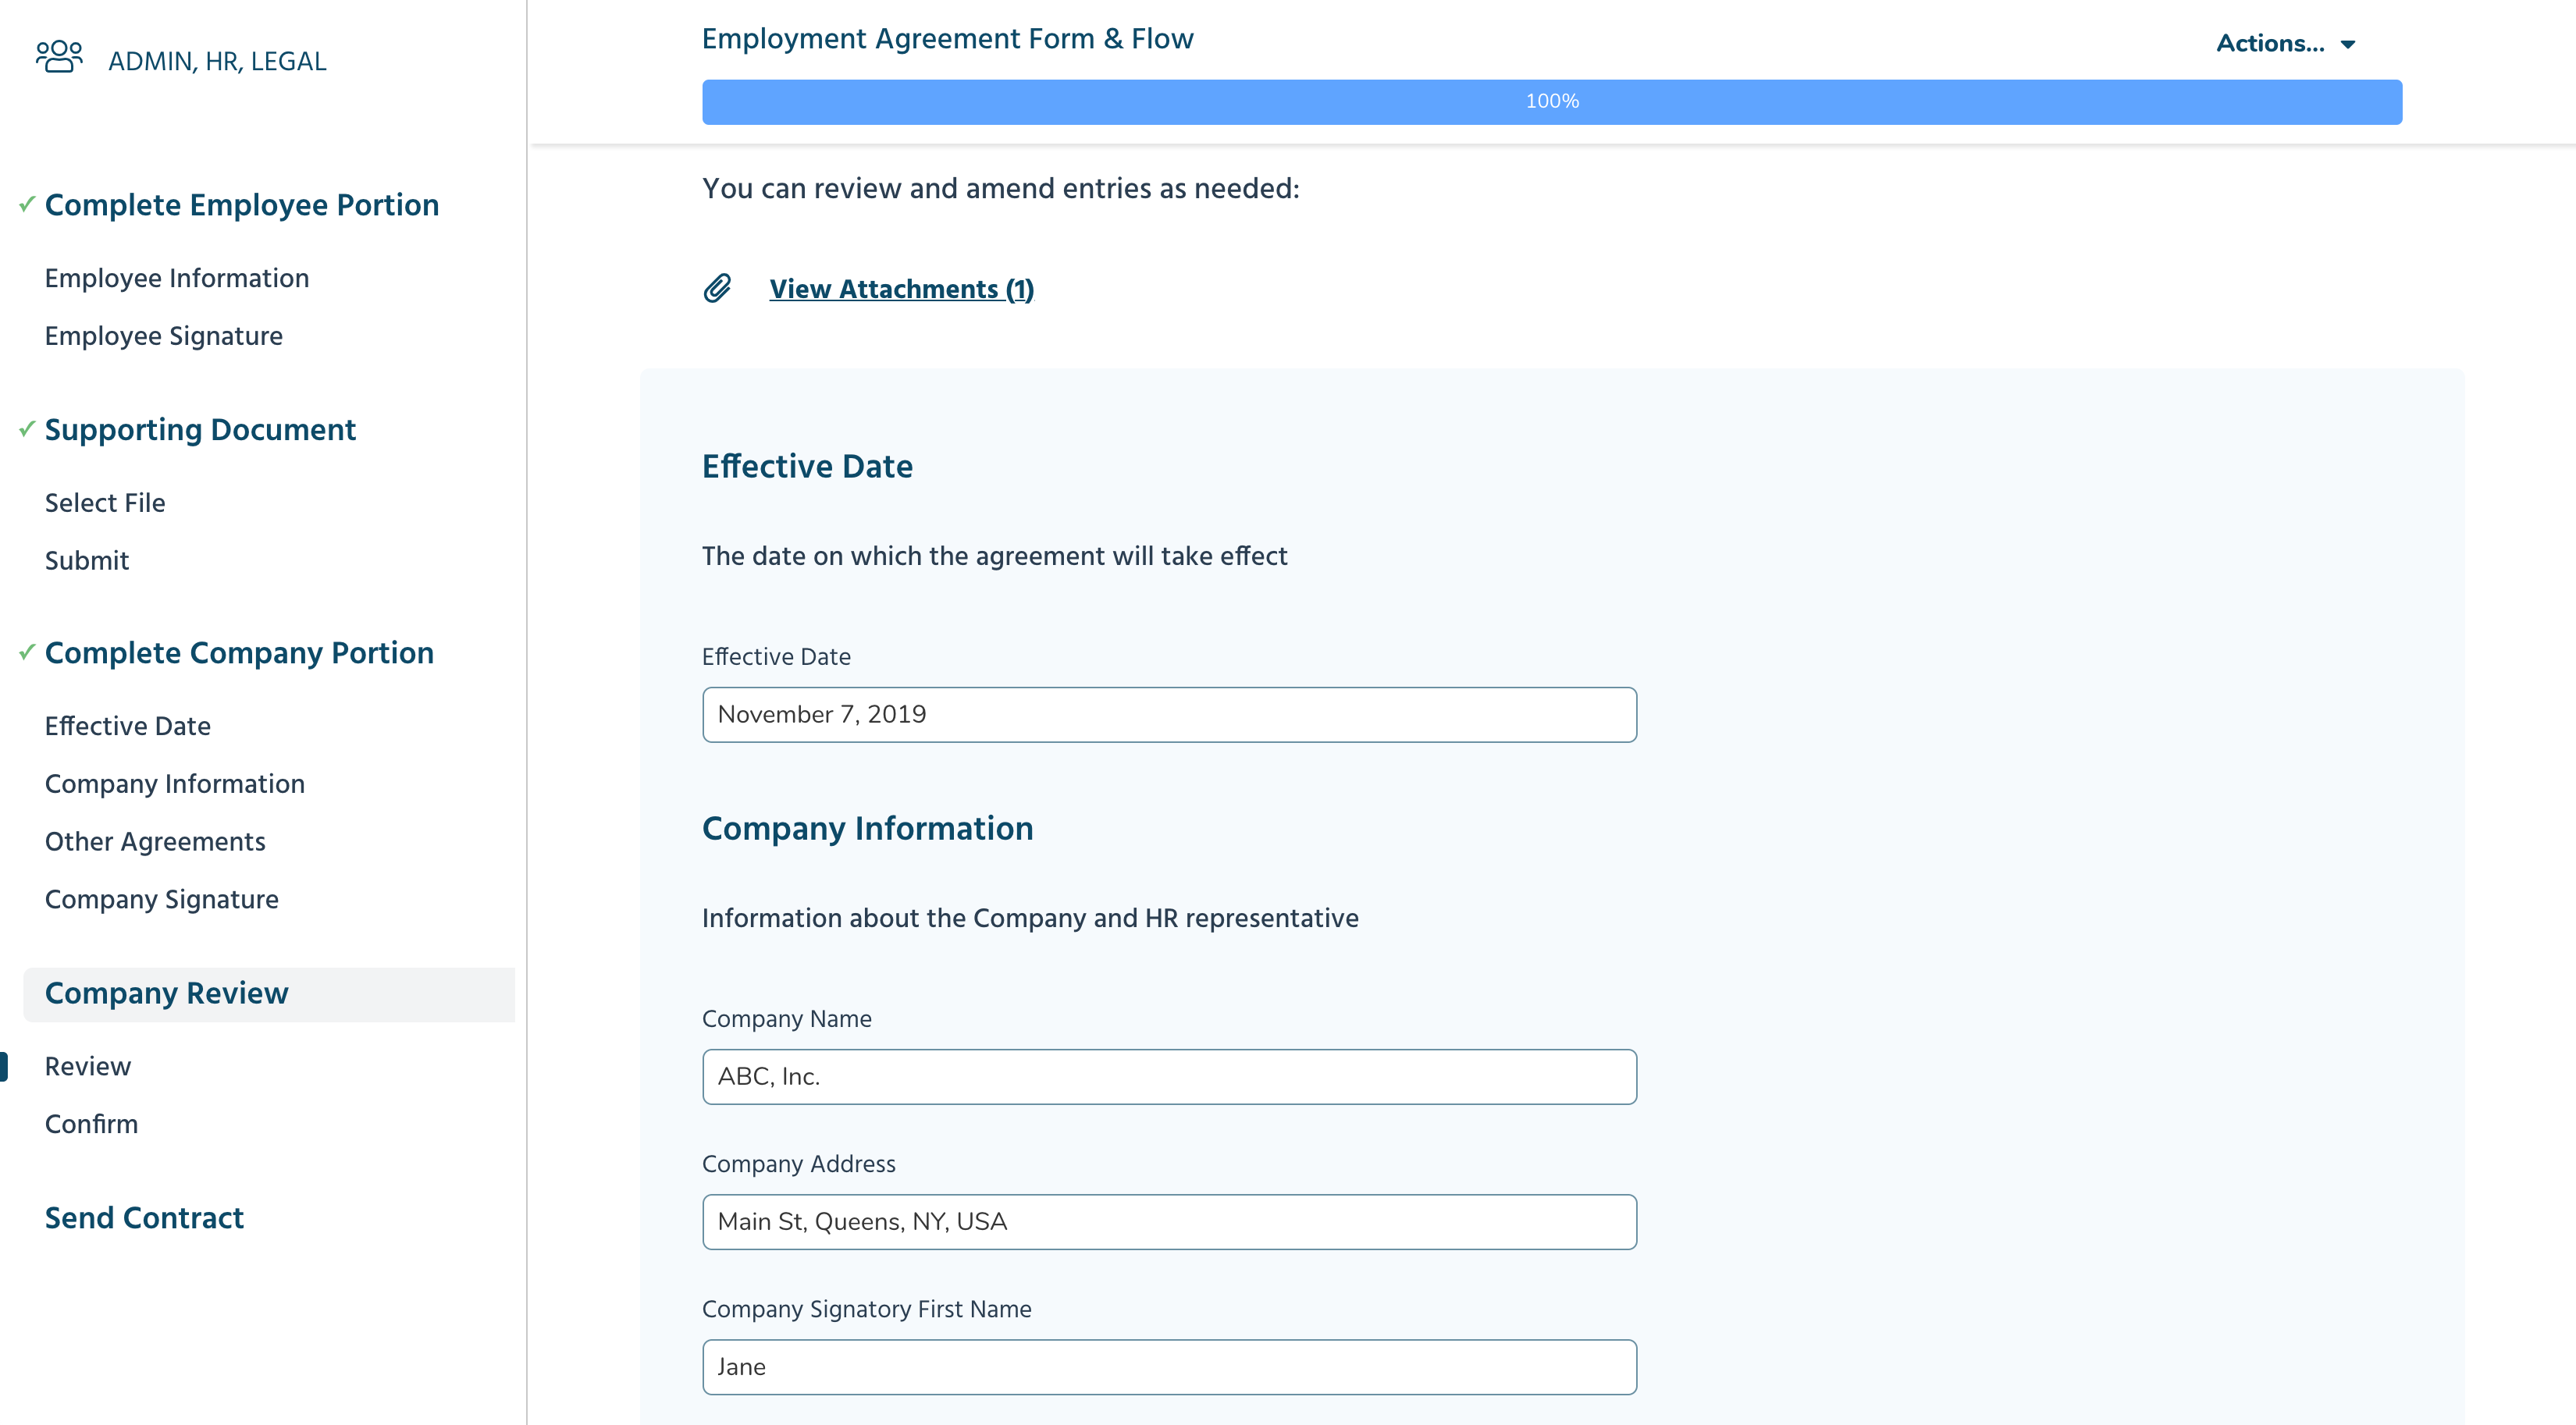 ADMIN, HR, LEGAL
✓ Complete Employee Portion
Employee Information
Employee Signature
✓ Supporting Document
Select File
Submit
✓ Complete Company Portion
Effective Date
Company Information
Other Agreements
Company Signature
Company Review
Review
Confirm
Send Contract
Employment Agreement Form & Flow
Actions...
100%
You can review and amend entries as needed:
View Attachments (1)
Effective Date
The date on which the agreement will take effect
Effective Date
November 7, 2019
Company Information
Information about the Company and HR representative
Company Name
ABC, Inc.
Company Address
Main St, Queens, NY, USA
Company Signatory First Name
Jane